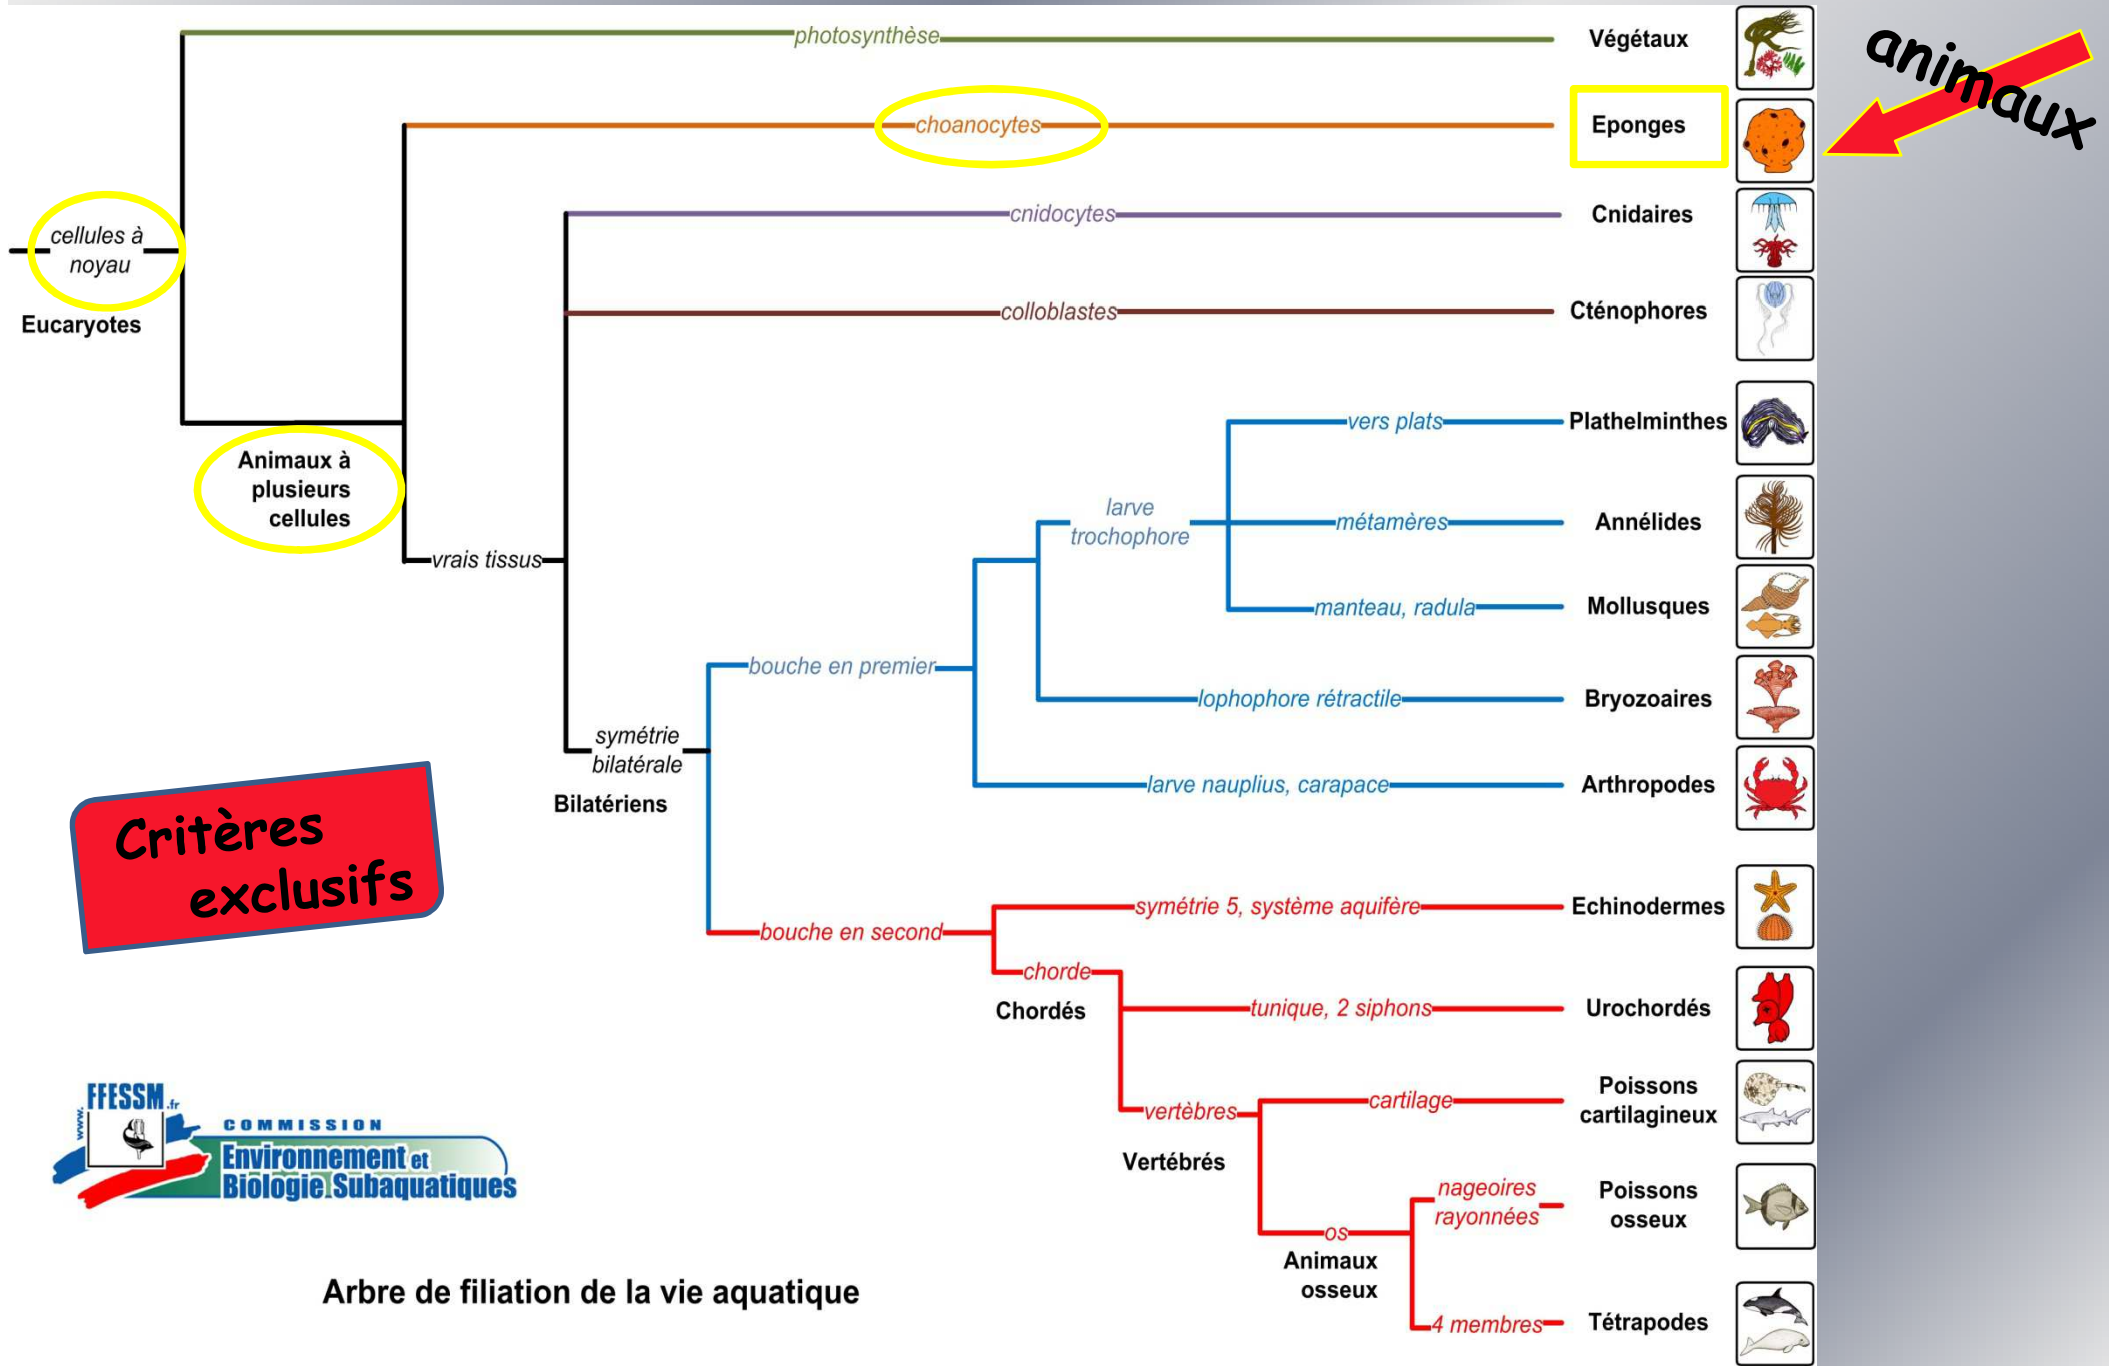 photosynthèse
Végétaux
animaux
choanocytes
Eponges
cellules à
noyau
Eucaryotes
cnidocytes
Cnidaires
colloblastes
Cténophores
Animaux à
plusieurs
cellules
vrais tissus
vers plats
Plathelminthes
larve
trochophore
métamères
Annélides
manteau, radula
Mollusques
bouche en premier
lophophore rétractile
Bryozoaires
symétrie
bilatérale
Bilatériens
larve nauplius, carapace
Arthropodes
Critères
exclusifs
symétrie 5, système aquifère
Echinodermes
bouche en second
chorde
Chordés
tunique, 2 siphons
Urochordés
vertèbres
Vertébrés
cartilage
Poissons
cartilagineux
nageoires
rayonnées
Poissons
osseux
os
Animaux
osseux
4 membres
Tétrapodes
www.
FFESSM.fr
COMMISSION
Environnement et
Biologie Subaquatiques
Arbre de filiation de la vie aquatique